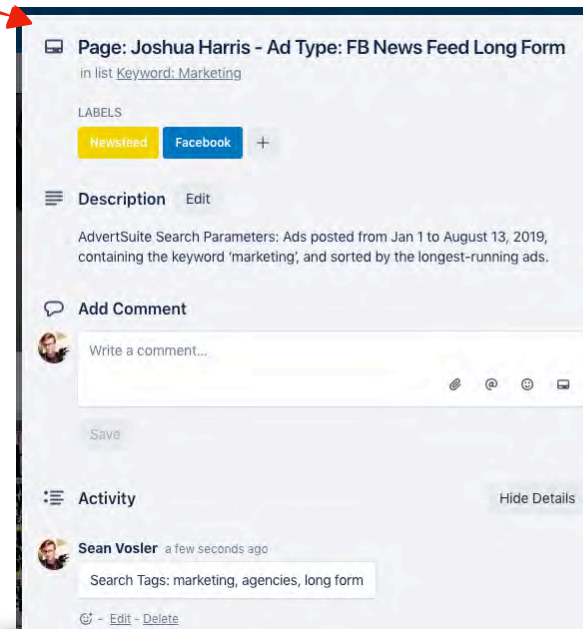 Page: Joshua Harris - Ad Type: FB News Feed Long Form
in list Keyword: Marketing
LABELS
Newsfeed Facebook +
Description Edit
AdvertSuite Search Parameters: Ads posted from Jan 1 to August 13, 2019,
containing the keyword 'marketing', and sorted by the longest-running ads.
Add Comment
Write a comment...
@
Save
Activity Hide Details
Sean Vosler a few seconds ago
Search Tags: marketing, agencies, long form
- Edit - Delete